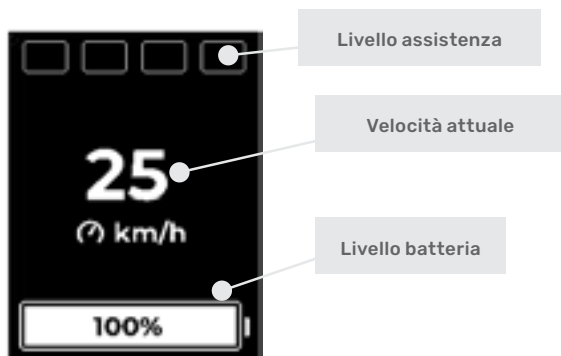 Livello assistenza
25
Velocità attuale
km/h
Livello batteria
100%